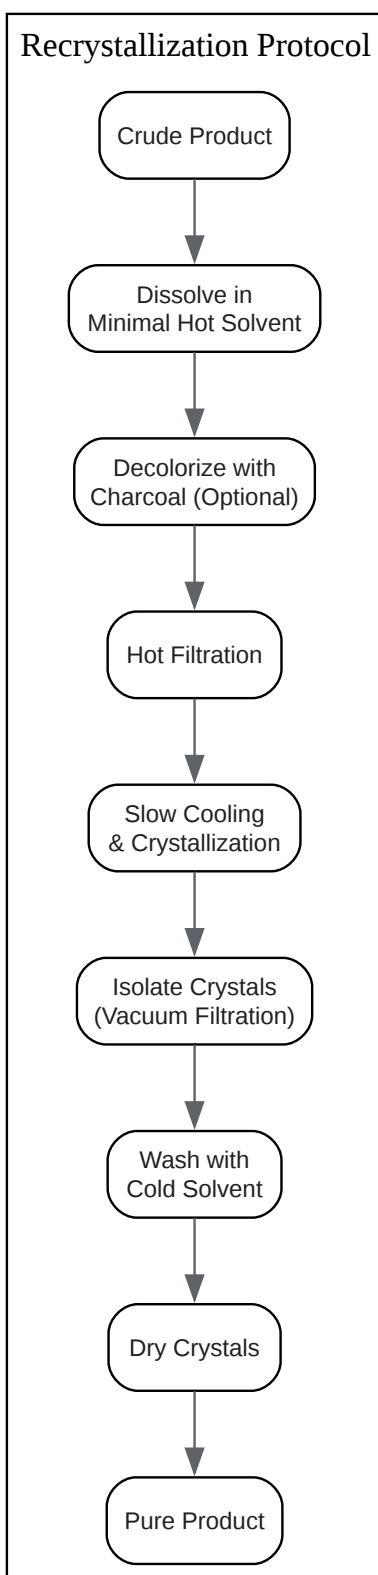 Recrystallization Protocol
Crude Product
Dissolve in
Minimal Hot Solvent
Decolorize with
Charcoal (Optional)
Hot Filtration
Slow Cooling
& Crystallization
Isolate Crystals
(Vacuum Filtration)
Wash with
Cold Solvent
Dry Crystals
Pure Product